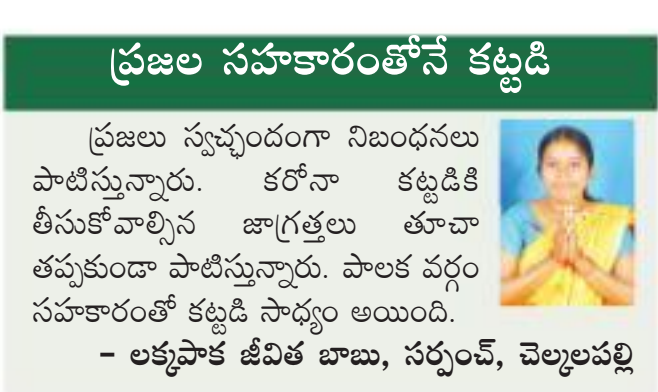 ప్రజల సహకారంతోనే కట్టడి
ప్రజలు స్వచ్ఛందంగా నిబంధనలు
పాటిస్తున్నారు. కరోనా కట్టడికి
తీసుకోవాల్సిన జాగ్రత్తలు తూచా
తప్పకుండా పాటిస్తున్నారు. పాలక వర్గం
సహకారంతో కట్టడి సాధ్యం అయింది.
– లక్కపాక జీవిత బాబు, సర్పంచ్, చెల్కలపల్లి